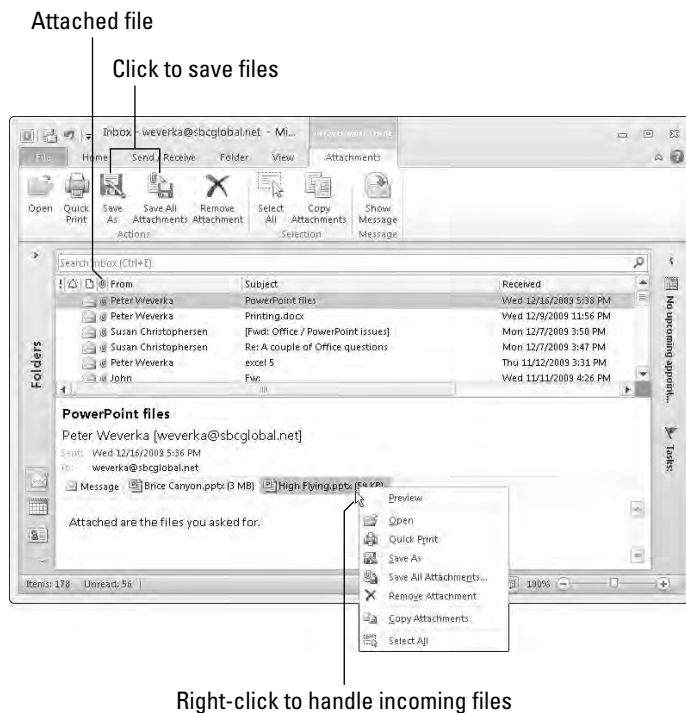 Attached file
Click to save files
Inbox - weverka@sbcglobal.net - Mi...
File Home Send / Receive Folder View Attachments
Open Quick Print Save As Save All Attachments Remove Attachment Select All Copy Attachments Show Message
Actions Selection Message
Search Inbox (Ctrl+E)
From Subject Received
Peter Weverka PowerPoint files Wed 12/16/2009 5:38 PM
Peter Weverka Printing.docx Wed 12/9/2009 11:56 PM
Susan Christophersen [Fwd: Office / PowerPoint issues] Mon 12/7/2009 3:50 PM
Susan Christophersen Re: A couple of Office questions Mon 12/7/2009 3:47 PM
Peter Weverka excel 5 Thu 11/12/2009 3:31 PM
John Fw: Wed 11/11/2009 4:26 PM
Folders
No upcoming appoint...
Tasks:
PowerPoint files
Peter Weverka [weverka@sbcglobal.net]
Sent: Wed 12/16/2009 5:36 PM
To: weverka@sbcglobal.net
Message Brice Canyon.pptx (3 MB) High Flying.pptx (59 KB)
Attached are the files you asked for.
Preview
Open
Quick Print
Save As
Save All Attachments...
Remove Attachment
Copy Attachments
Select All
Items: 178 Unread: 56 100%
Right-click to handle incoming files